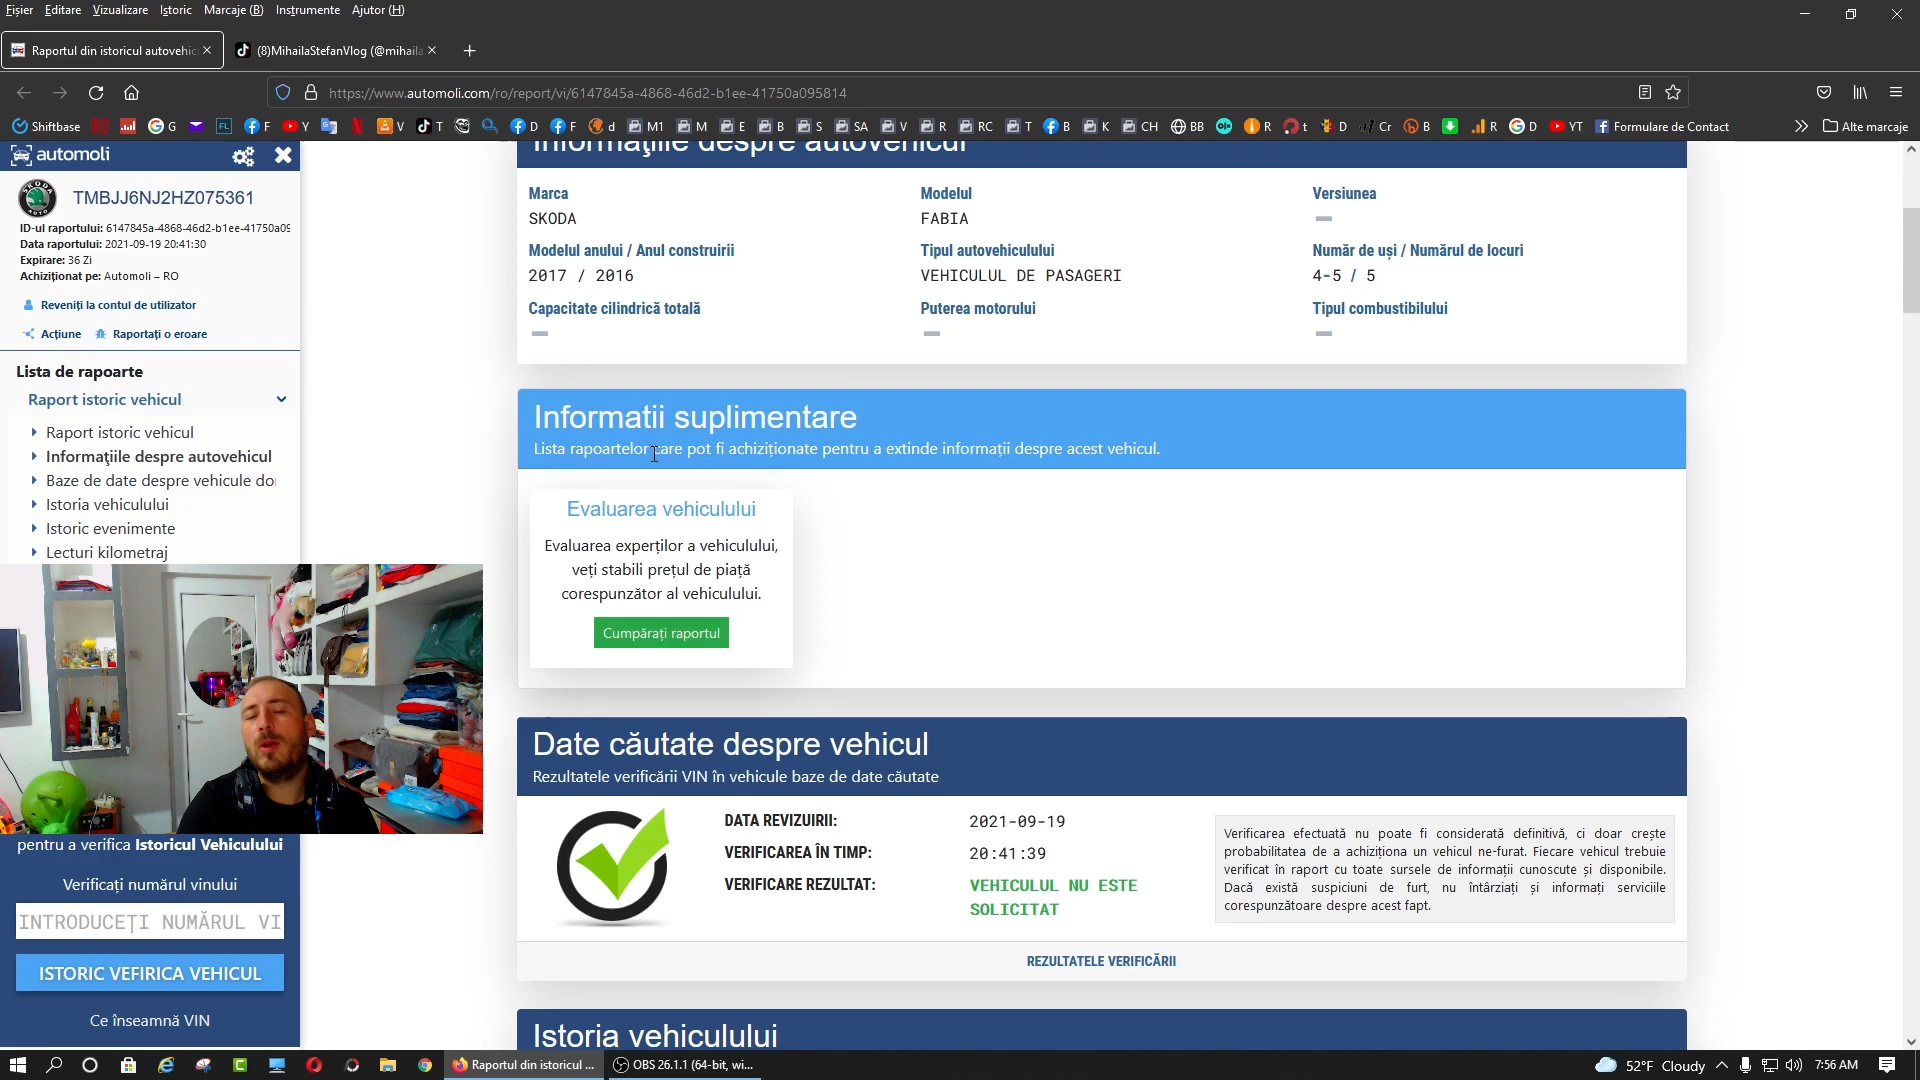 Fișier Editare Vizualizare Istoric Marcaje (B) Instrumente Ajutor (H)
Raportul din istoricul autovehic
(8)MihailaStefanVlog (@mihaila
https://www.automoli.com/ro/report/vi/6147845a-4868-46d2-b1ee-41750a095814
Shiftbase G F Y V T D F d M1 M E B S SA V R RC T B K CH BB R t D Cr B R D YT Formulare de Contact Alte marcaje
automoli
TMBJJ6NJ2HZ075361
ID-ul raportului: 6147845a-4868-46d2-b1ee-41750a09
Data raportului: 2021-09-19 20:41:30
Expirare: 36 Zi
Achiziționat pe: Automoli – RO
Reveniți la contul de utilizator
Acțiune Raportați o eroare
Lista de rapoarte
Raport istoric vehicul
Raport istoric vehicul
Informaţiile despre autovehicul
Baze de date despre vehicule do
Istoria vehiculului
Istoric evenimente
Lecturi kilometraj
pentru a verifica Istoricul Vehiculului
Verificați numărul vinului
INTRODUCEȚI NUMĂRUL VI
ISTORIC VEFIRICA VEHICUL
Ce înseamnă VIN
Informaţiile despre autovehicul
Marca Modelul Versiunea
SKODA FABIA —
Modelul anului / Anul construirii Tipul autovehiculului Număr de uși / Numărul de locuri
2017 / 2016 VEHICULUL DE PASAGERI 4-5 / 5
Capacitate cilindrică totală Puterea motorului Tipul combustibilului
— — —
Informatii suplimentare
Lista rapoartelor care pot fi achiziționate pentru a extinde informații despre acest vehicul.
Evaluarea vehiculului
Evaluarea experților a vehiculului,
veți stabili prețul de piață
corespunzător al vehiculului.
Cumpărați raportul
Date căutate despre vehicul
Rezultatele verificării VIN în vehicule baze de date căutate
DATA REVIZUIRII: 2021-09-19
VERIFICAREA ÎN TIMP: 20:41:39
VERIFICARE REZULTAT: VEHICULUL NU ESTE
SOLICITAT
Verificarea efectuată nu poate fi considerată definitivă, ci doar crește
probabilitatea de a achiziționa un vehicul ne-furat. Fiecare vehicul trebuie
verificat în raport cu toate sursele de informații cunoscute și disponibile.
Dacă există suspiciuni de furt, nu întârziați și informați serviciile
corespunzătoare despre acest fapt.
REZULTATELE VERIFICĂRII
Istoria vehiculului
Raportul din istoricul ...
OBS 26.1.1 (64-bit, wi...
52°F Cloudy
7:56 AM